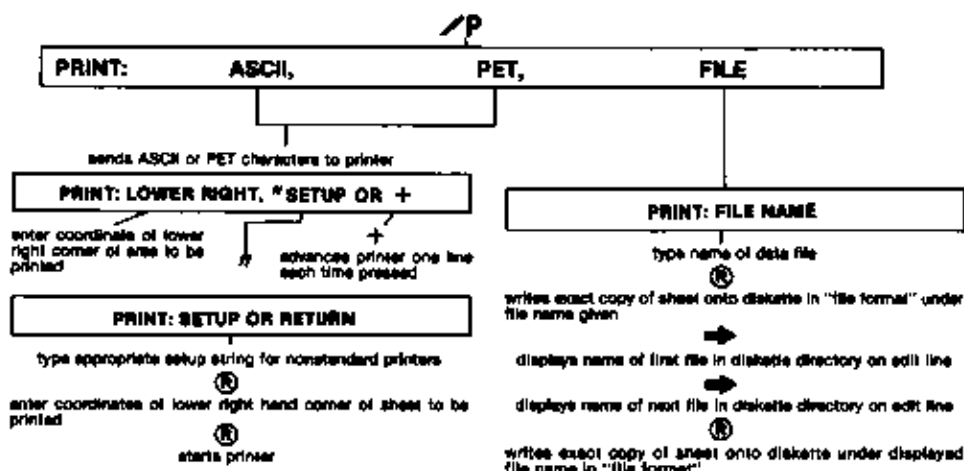 /P
PRINT: ASCII, PET, FILE
sends ASCII or PET characters to printer
PRINT: LOWER RIGHT, "SETUP OR +
enter coordinate of lower
right corner of area to be
printed
"
+
advances printer one line
each time pressed
PRINT: SETUP OR RETURN
type appropriate setup string for nonstandard printers
®
enter coordinates of lower right hand corner of sheet to be
printed
®
starts printer
PRINT: FILE NAME
type name of data file
®
writes exact copy of sheet onto diskette in "file format" under
file name given
displays name of first file in diskette directory on edit line
displays name of next file in diskette directory on edit line
®
writes exact copy of sheet onto diskette under displayed
file name in "file format"